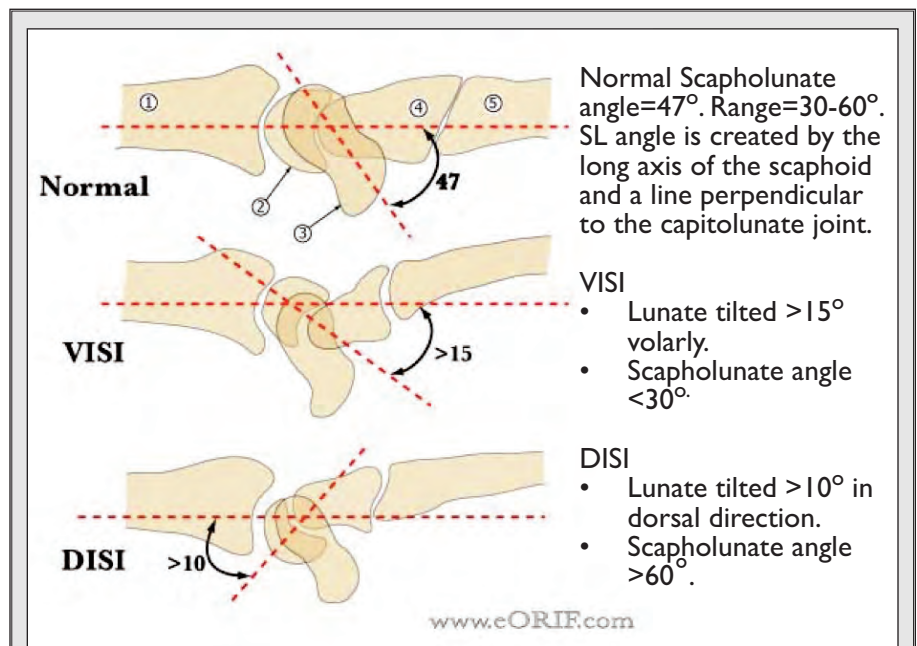 ①
④
⑤
②
③
47
Normal
Normal Scapholunate
angle=47°. Range=30-60°.
SL angle is created by the
long axis of the scaphoid
and a line perpendicular
to the capitolunate joint.
VISI
>15
VISI
• Lunate tilted >15°
volarly.
• Scapholunate angle
<30°.
DISI
>10
DISI
• Lunate tilted >10° in
dorsal direction.
• Scapholunate angle
>60°.
www.eORIF.com